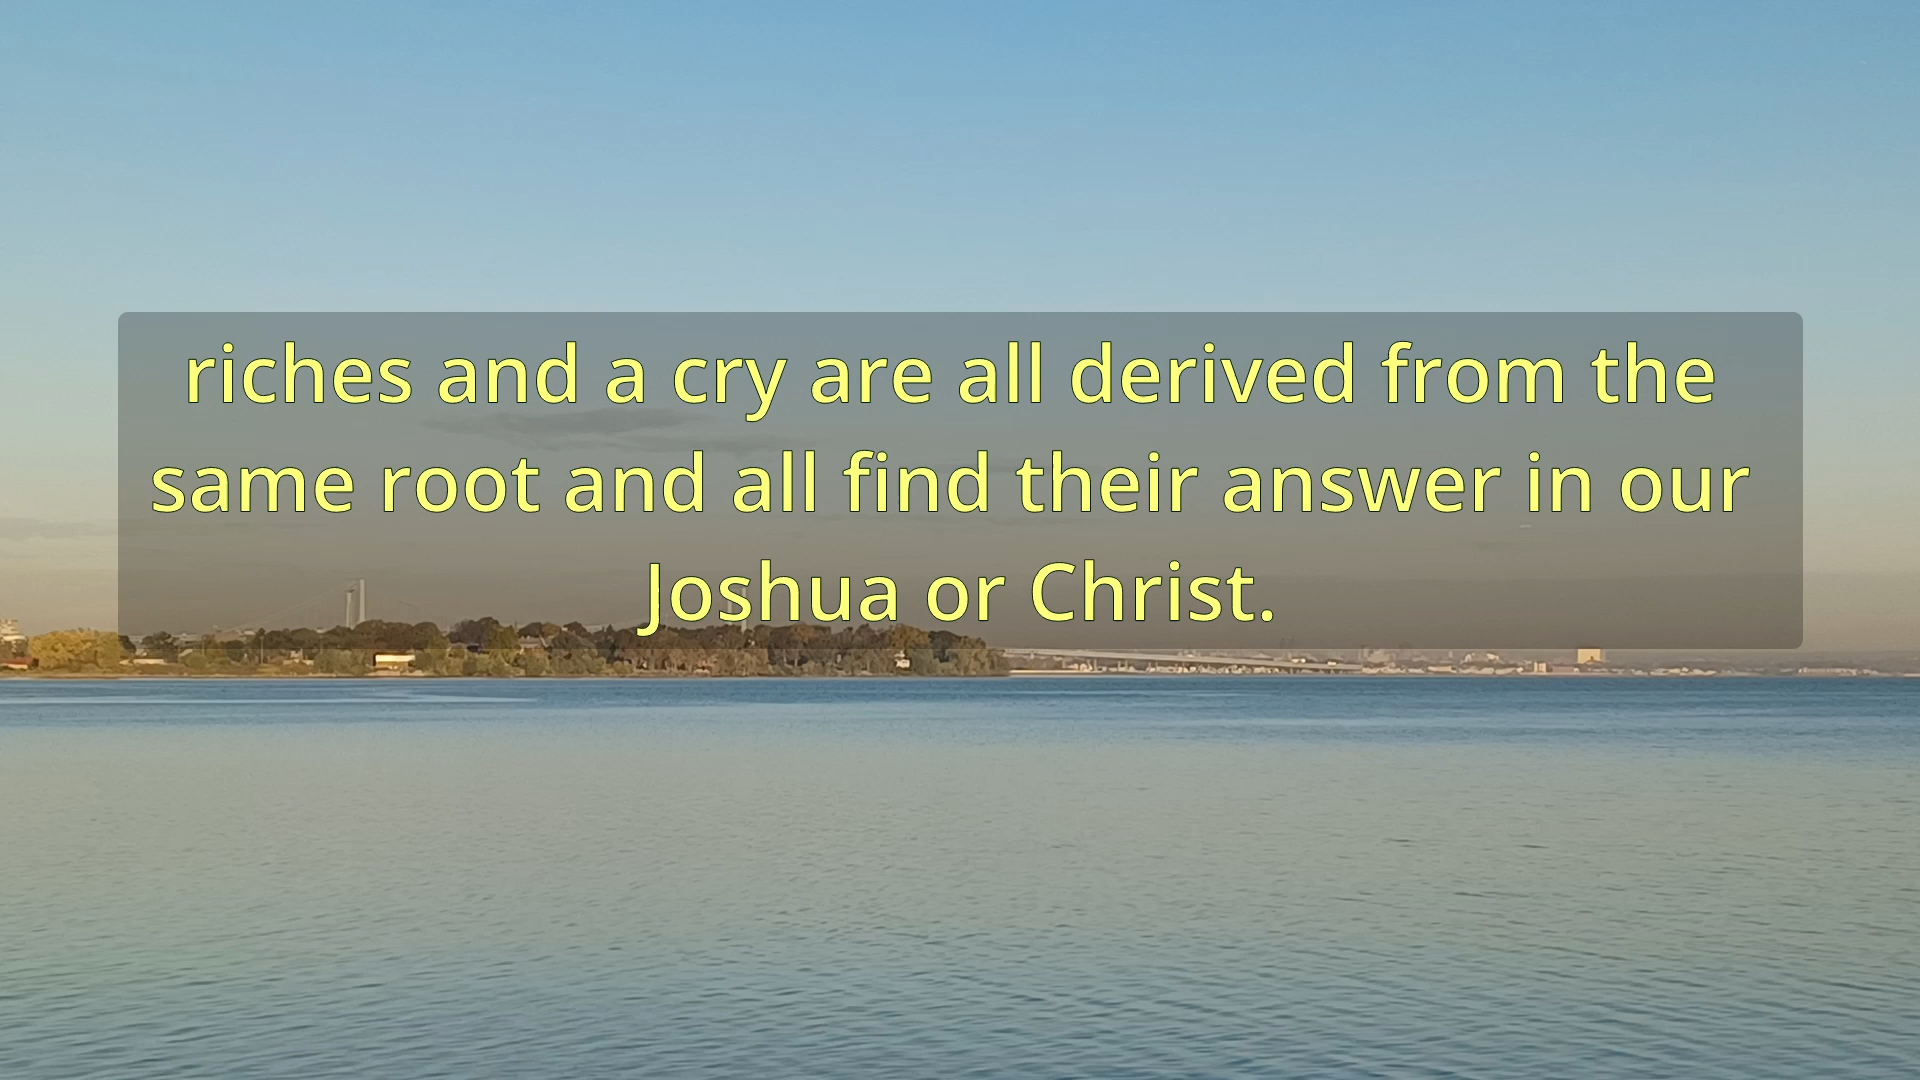 riches and a cry are all derived from the
same root and all find their answer in our
Joshua or Christ.